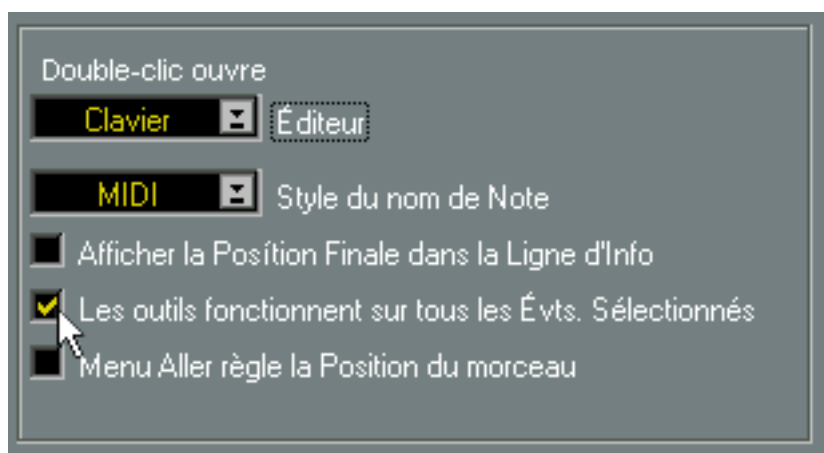 Double-clic ouvre
Clavier Éditeur
MIDI Style du nom de Note
Afficher la Posítion Finale dans la Ligne d'Info
Les outils fonctionnent sur tous les Évts. Sélectionnés
Menu Aller règle la Position du morceau